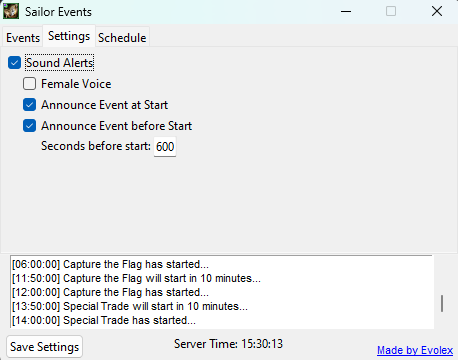 Sailor Events
Events Settings Schedule
Sound Alerts
Female Voice
Announce Event at Start
Announce Event before Start
Seconds before start: 600
[06:00:00] Capture the Flag has started...
[11:50:00] Capture the Flag will start in 10 minutes...
[12:00:00] Capture the Flag has started...
[13:50:00] Special Trade will start in 10 minutes...
[14:00:00] Special Trade has started...
Save Settings Server Time: 15:30:13 Made by Evolex